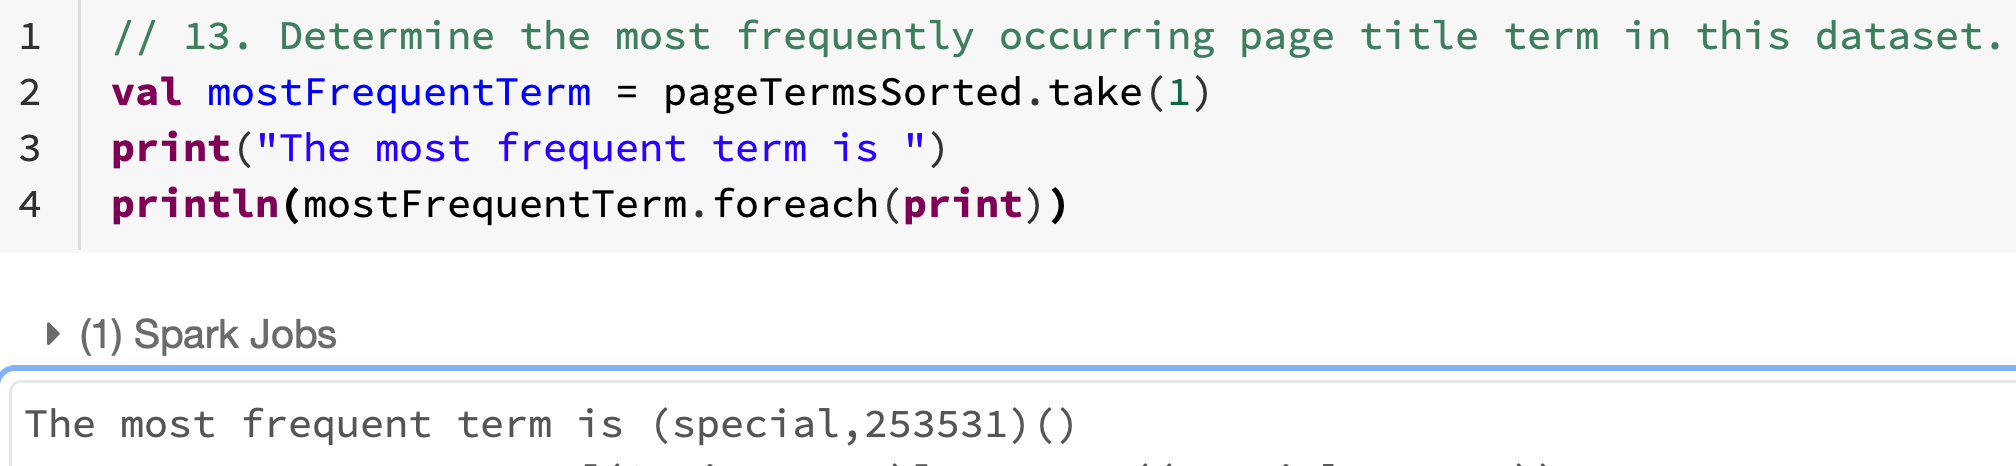 1 // 13. Determine the most frequently occurring page title term in this dataset.
2 val mostFrequentTerm = pageTermsSorted.take(1)
3 print("The most frequent term is ")
4 println(mostFrequentTerm.foreach(print))
(1) Spark Jobs
The most frequent term is (special,253531)()